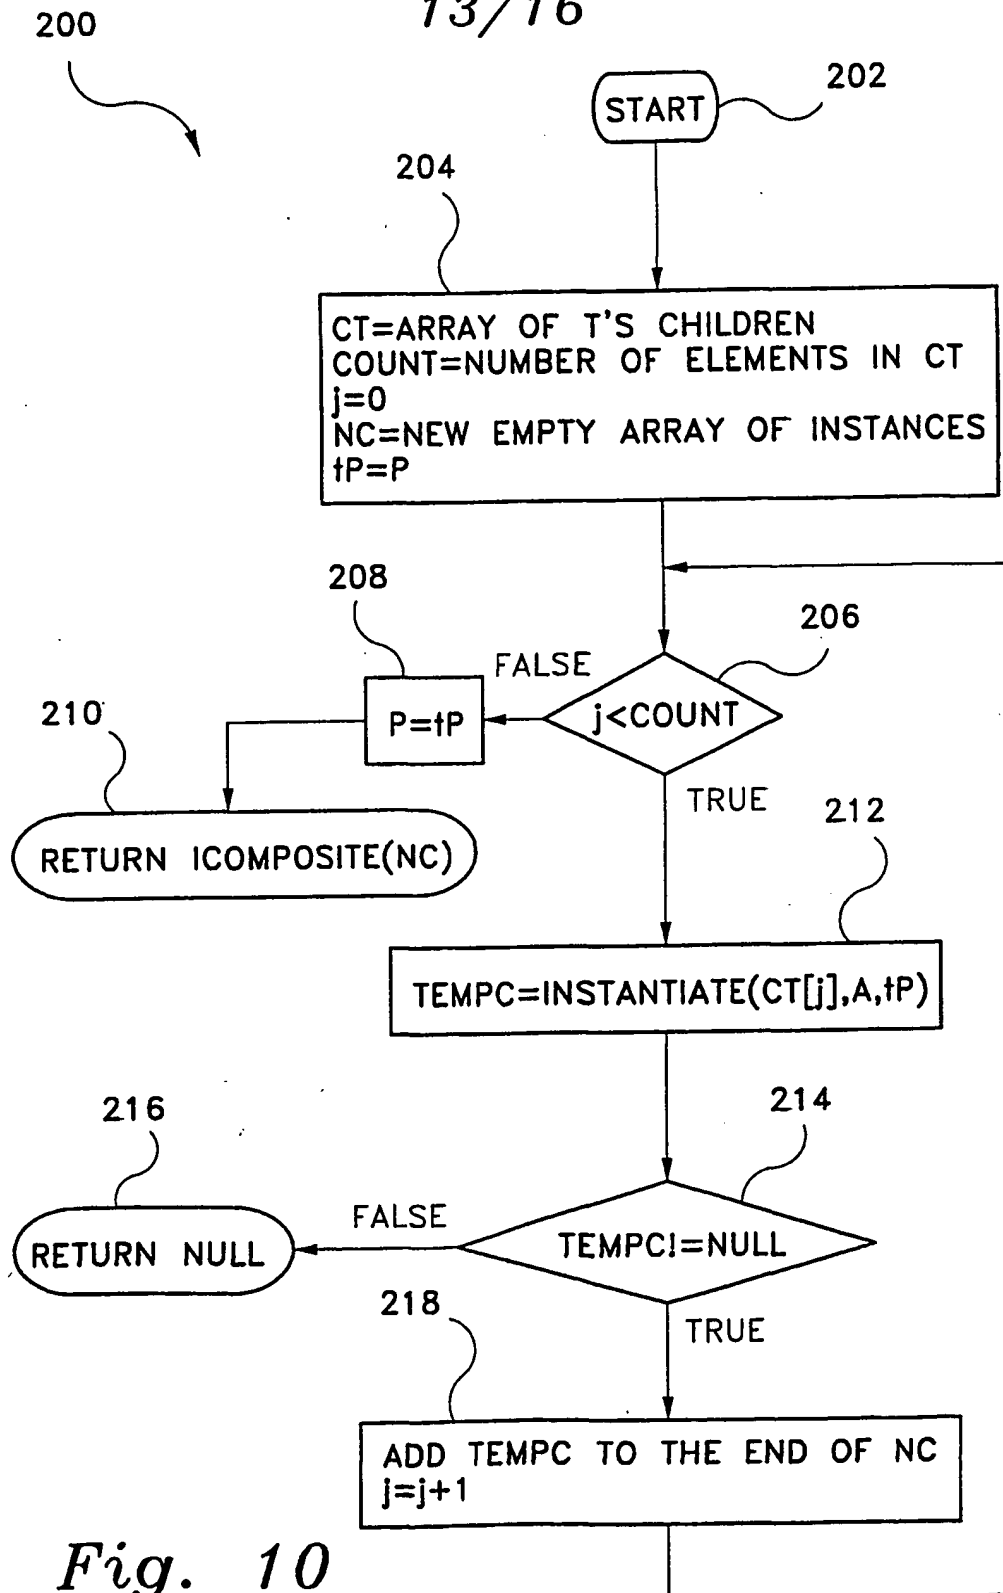 13/16
200
START
202
204
CT=ARRAY OF T'S CHILDREN
COUNT=NUMBER OF ELEMENTS IN CT
j=0
NC=NEW EMPTY ARRAY OF INSTANCES
tP=P
208
206
FALSE
j<COUNT
P=tP
210
TRUE
212
RETURN ICOMPOSITE(NC)
TEMPC=INSTANTIATE(CT[j],A,tP)
216
214
FALSE
TEMPC!=NULL
RETURN NULL
218
TRUE
ADD TEMPC TO THE END OF NC
j=j+1
Fig. 10